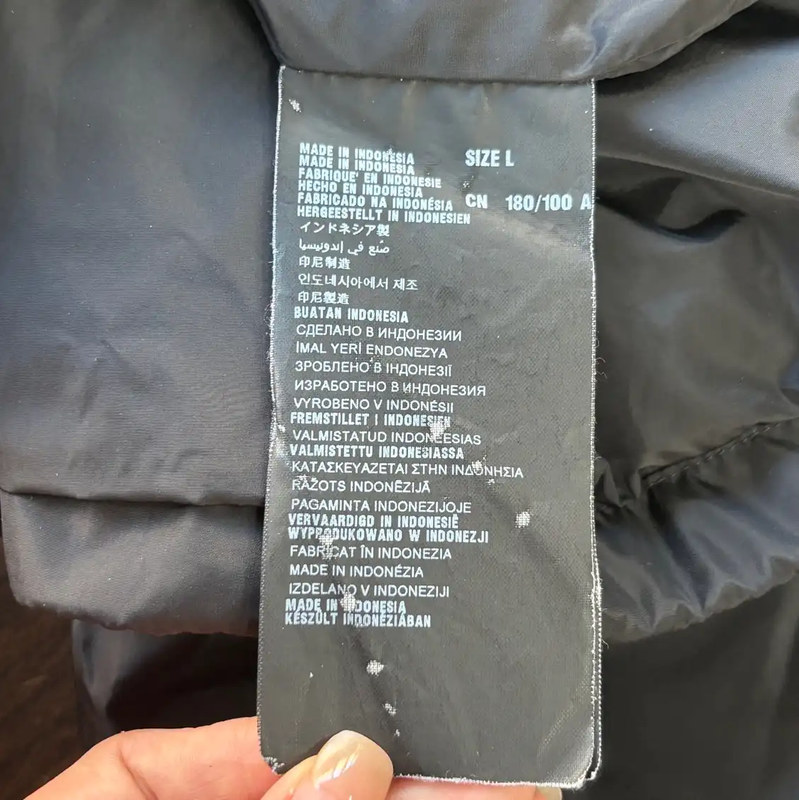 MADE IN INDONESIA
MADE IN INDONESIA
FABRIQUE' EN INDONESIE
HECHO EN INDONESIA
FABRICADO NA INDONÉSIA
HERGESTELLT IN INDONESIEN
インドネシア製
صنع في إندونيسيا
印尼制造
인도네시아에서 제조
印尼製造
BUATAN INDONESIA
СДЕЛАНО В ИНДОНЕЗИИ
İMAL YERİ ENDONEZYA
ЗРОБЛЕНО В ІНДОНЕЗІЇ
ИЗРАБОТЕНО В ИНДОНЕЗИЯ
VYROBENO V INDONÉSII
FREMSTILLET I INDONESIEN
VALMISTATUD INDONEESIAS
VALMISTETTU INDONESIASSA
ΚΑΤΑΣΚΕΥΑΖΕΤΑΙ ΣΤΗΝ ΙΝΔΟΝΗΣΙΑ
RAŽOTS INDONĒZIJĀ
PAGAMINTA INDONEZIJOJE
VERVAARDIGD IN INDONESIË
WYPRODUKOWANO W INDONEZJI
FABRICAT ÎN INDONEZIA
MADE IN INDONÉZIA
IZDELANO V INDONEZIJI
MADE IN INDONESIA
KÉSZÜLT INDONÉZIÁBAN
SIZE L
CN 180/100 A